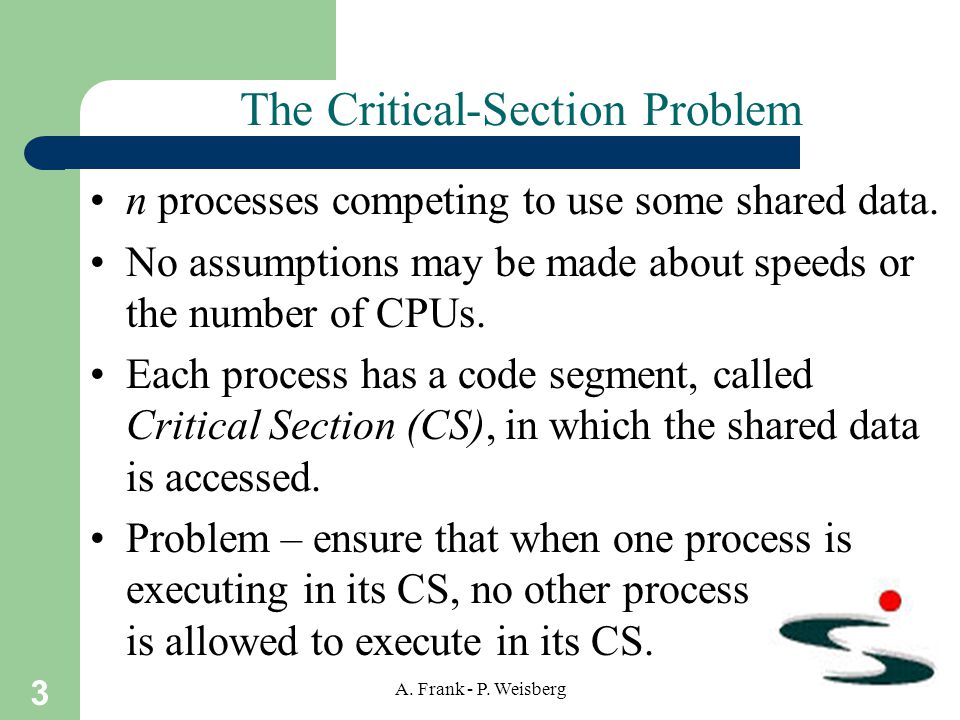 The Critical-Section Problem
• n processes competing to use some shared data.
• No assumptions may be made about speeds or
the number of CPUs.
• Each process has a code segment, called
Critical Section (CS), in which the shared data
is accessed.
• Problem – ensure that when one process is
executing in its CS, no other process
is allowed to execute in its CS.
3
A. Frank - P. Weisberg